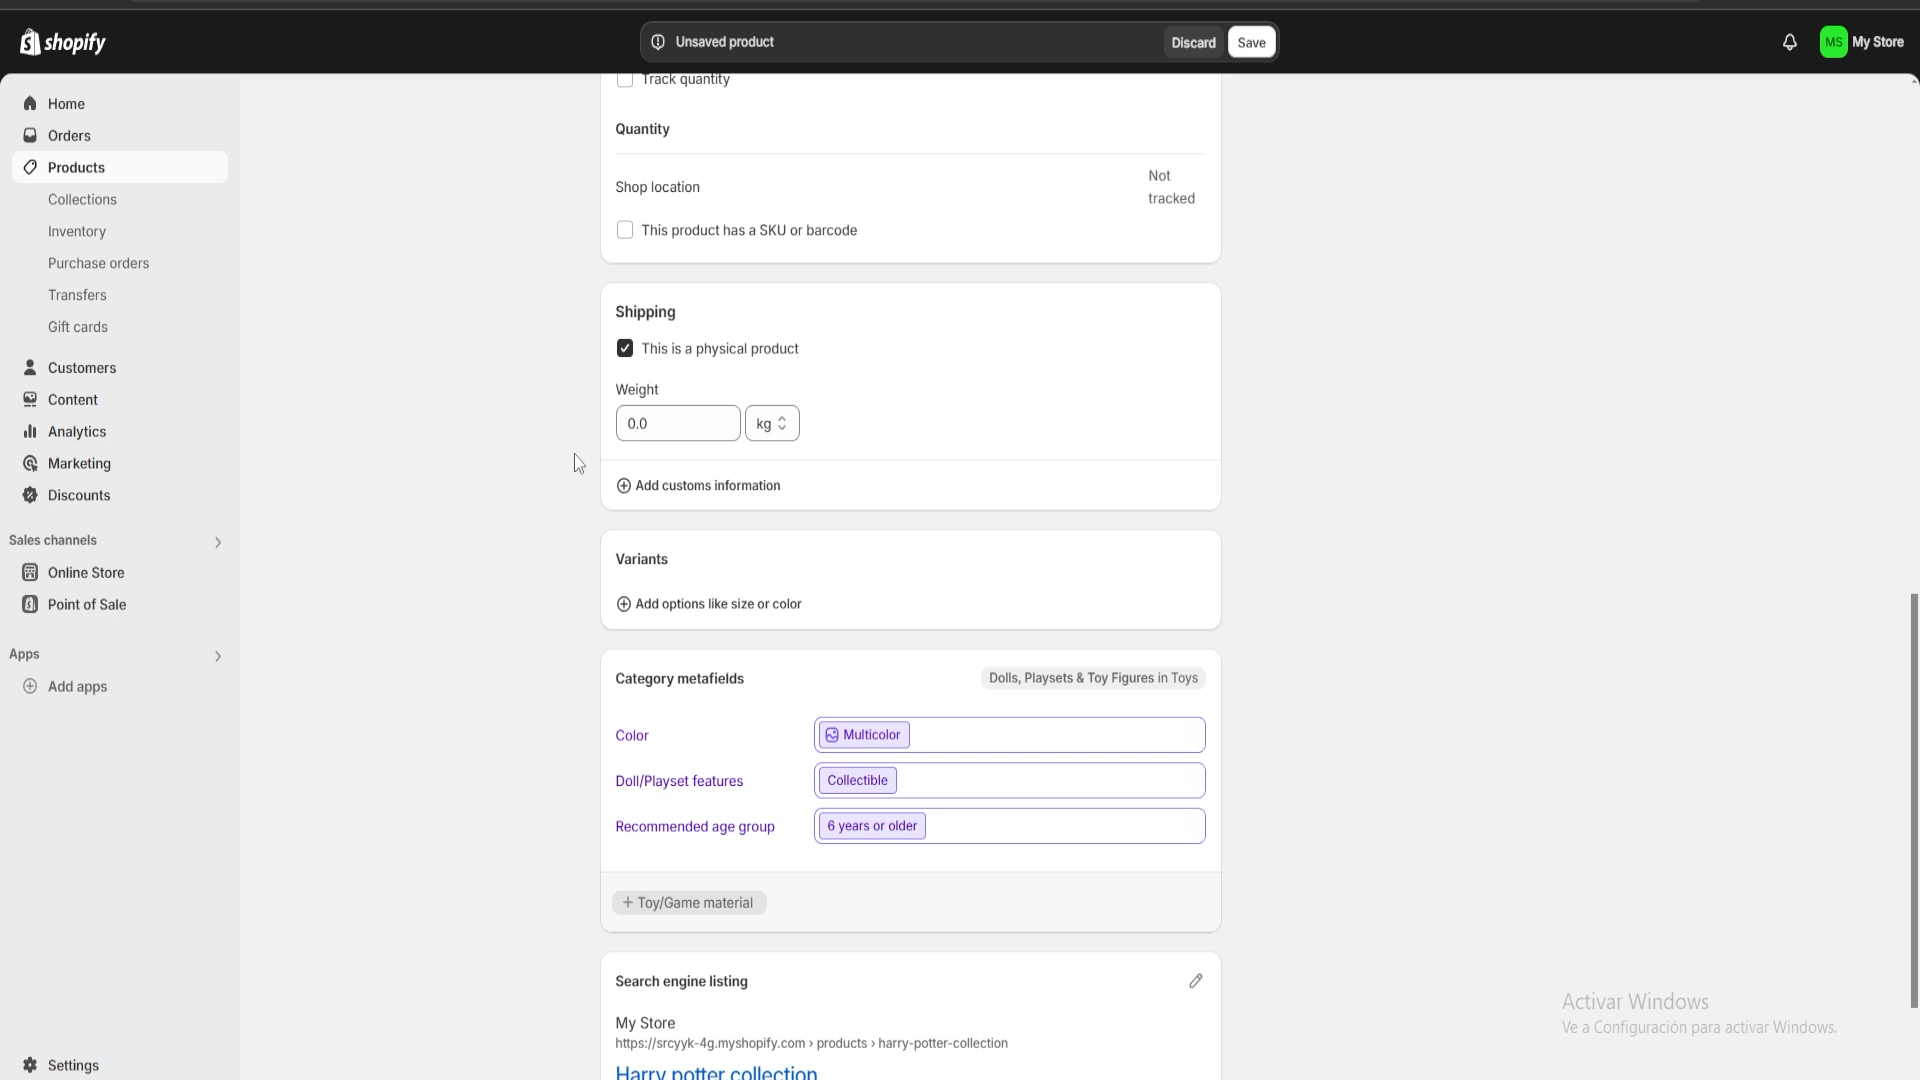 shopify
Unsaved product
Discard
Save
MS
My Store
Home
Orders
Products
Collections
Inventory
Purchase orders
Transfers
Gift cards
Customers
Content
Analytics
Marketing
Discounts
Sales channels
Online Store
Point of Sale
Apps
Add apps
Settings
Track quantity
Quantity
Shop location
Not
tracked
This product has a SKU or barcode
Shipping
This is a physical product
Weight
0.0
kg
Add customs information
Variants
Add options like size or color
Category metafields
Dolls, Playsets & Toy Figures in Toys
Color
Multicolor
Doll/Playset features
Collectible
Recommended age group
6 years or older
+ Toy/Game material
Search engine listing
My Store
https://srcyyk-4g.myshopify.com › products › harry-potter-collection
Harry potter collection
Activar Windows
Ve a Configuración para activar Windows.